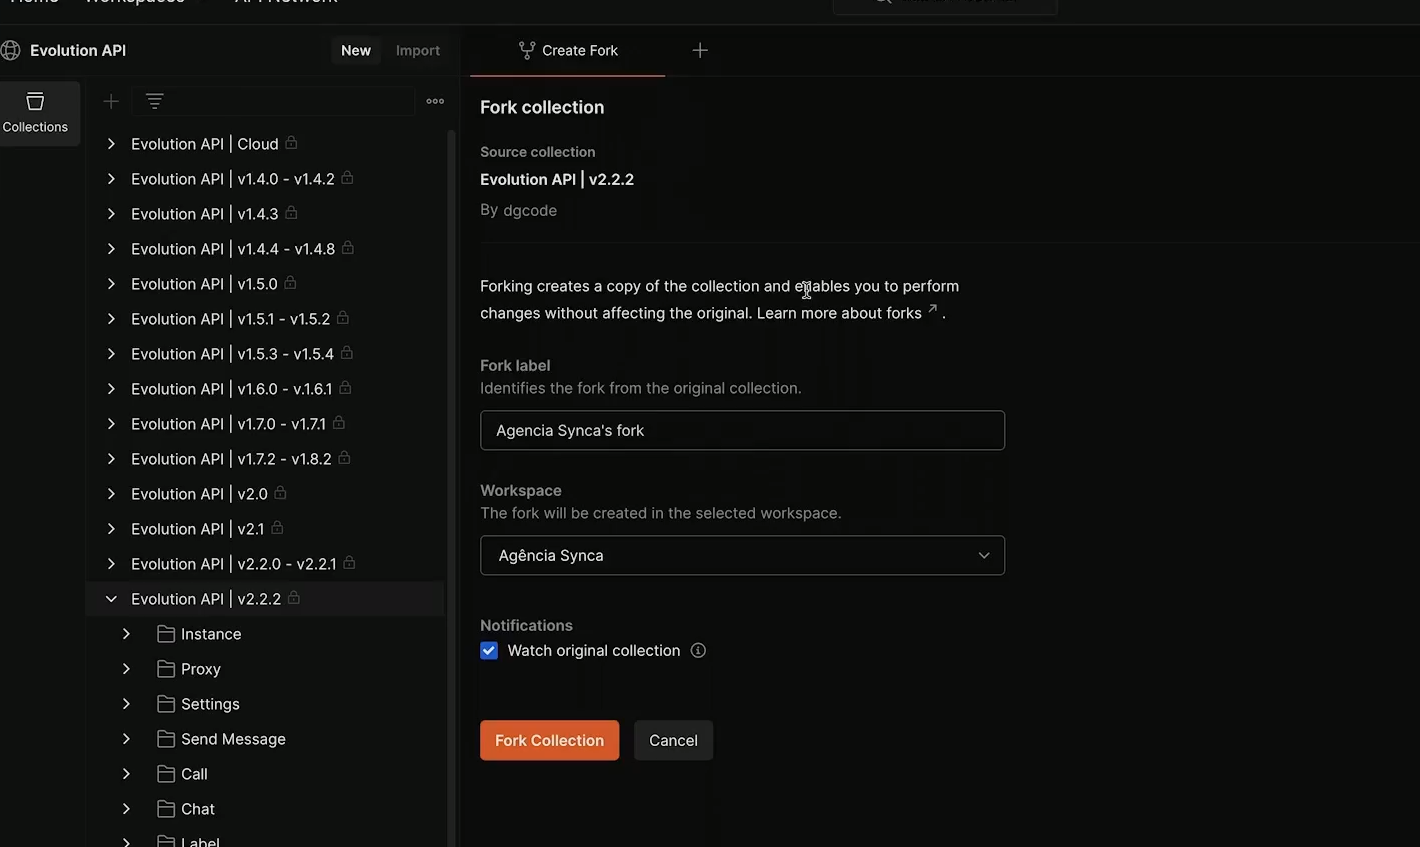 Home Workspaces API Network
Evolution API
New
Import
Create Fork
Collections
Evolution API | Cloud
Evolution API | v1.4.0 - v1.4.2
Evolution API | v1.4.3
Evolution API | v1.4.4 - v1.4.8
Evolution API | v1.5.0
Evolution API | v1.5.1 - v1.5.2
Evolution API | v1.5.3 - v1.5.4
Evolution API | v1.6.0 - v.1.6.1
Evolution API | v1.7.0 - v1.7.1
Evolution API | v1.7.2 - v1.8.2
Evolution API | v2.0
Evolution API | v2.1
Evolution API | v2.2.0 - v2.2.1
Evolution API | v2.2.2
Instance
Proxy
Settings
Send Message
Call
Chat
Label
Fork collection
Source collection
Evolution API | v2.2.2
By dgcode
Forking creates a copy of the collection and enables you to perform
changes without affecting the original. Learn more about forks ↗ .
Fork label
Identifies the fork from the original collection.
Agencia Synca's fork
Workspace
The fork will be created in the selected workspace.
Agência Synca
Notifications
Watch original collection
Fork Collection
Cancel